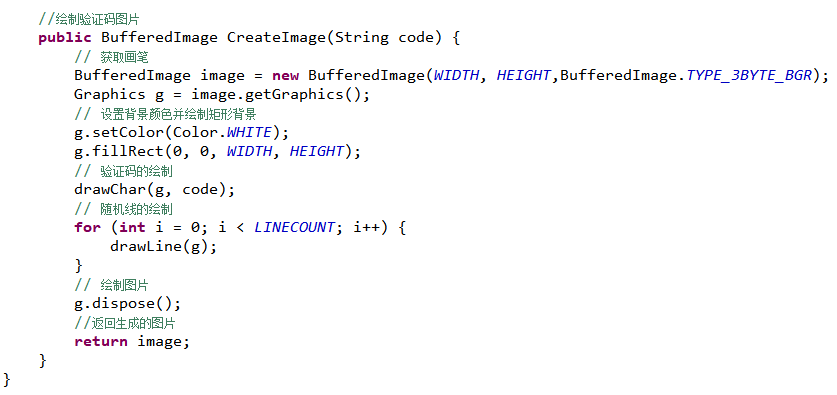 //绘制验证码图片
public BufferedImage CreateImage(String code) {
// 获取画笔
BufferedImage image = new BufferedImage(WIDTH, HEIGHT,BufferedImage.TYPE_3BYTE_BGR);
Graphics g = image.getGraphics();
// 设置背景颜色并绘制矩形背景
g.setColor(Color.WHITE);
g.fillRect(0, 0, WIDTH, HEIGHT);
// 验证码的绘制
drawChar(g, code);
// 随机线的绘制
for (int i = 0; i < LINECOUNT; i++) {
drawLine(g);
}
// 绘制图片
g.dispose();
//返回生成的图片
return image;
}
}